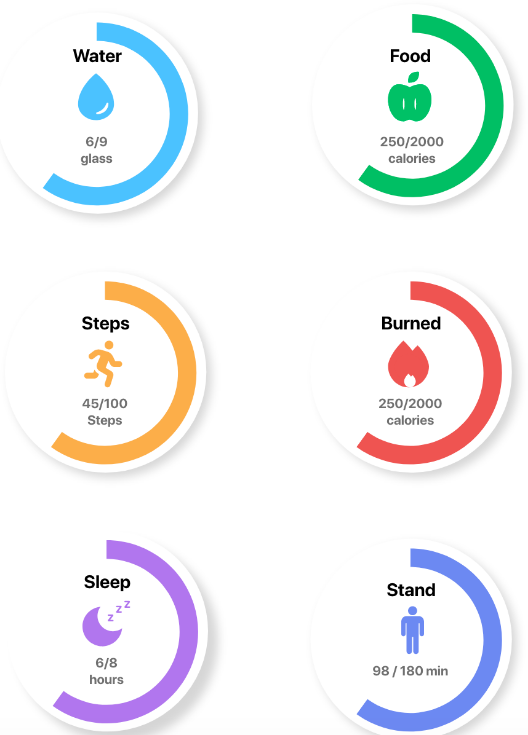 Water
6/9
glass
Food
250/2000
calories
Steps
45/100
Steps
Burned
250/2000
calories
Sleep
z z z
6/8
hours
Stand
98 / 180 min